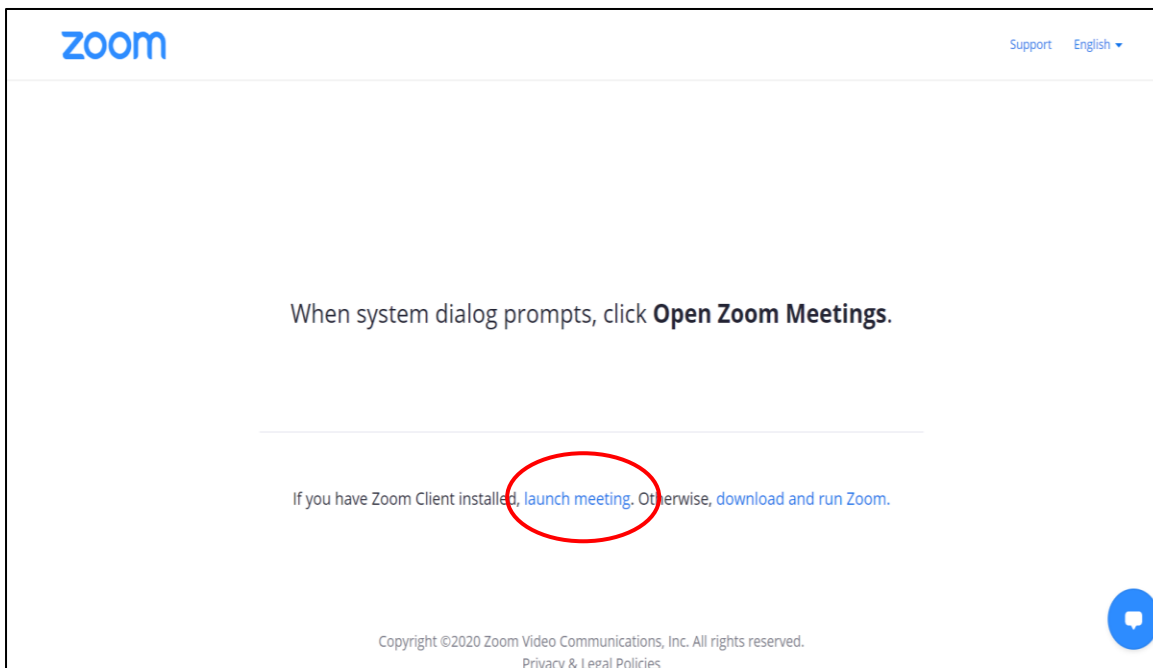 zoom
Support English
When system dialog prompts, click Open Zoom Meetings.
If you have Zoom Client installed, launch meeting. Otherwise, download and run Zoom.
Copyright ©2020 Zoom Video Communications, Inc. All rights reserved.
Privacy & Legal Policies